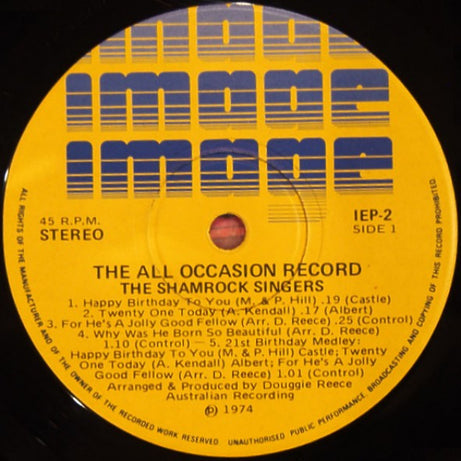 image
image
image
45 R.P.M.
STEREO
IEP-2
SIDE 1
THE ALL OCCASION RECORD
THE SHAMROCK SINGERS
1. Happy Birthday To You (M. & P. Hill) .19 (Castle)
2. Twenty One Today (A. Kendall) .17 (Albert)
3. For He's A Jolly Good Fellow (Arr. D. Reece) .25 (Control)
4. Why Was He Born So Beautiful (Arr. D. Reece)
1.10 (Control) — 5. 21st Birthday Medley:
Happy Birthday To You (M. & P. Hill) Castle; Twenty
One Today (A. Kendall) Albert; For He's A Jolly
Good Fellow (Arr. D. Reece) 1.01 (Control)
Arranged & Produced by Douggie Reece
Australian Recording
Ⓟ 1974
ALL RIGHTS OF THE MANUFACTURER AND OF THE OWNER OF THE RECORDED WORK RESERVED UNAUTHORISED PUBLIC PERFORMANCE, BROADCASTING AND COPYING OF THIS RECORD PROHIBITED.